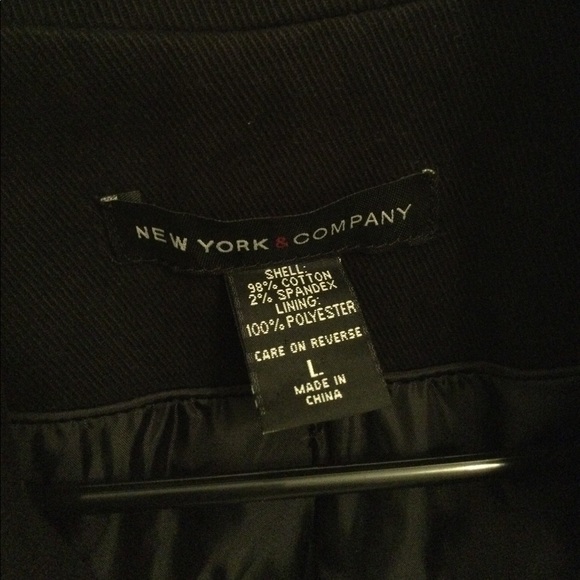 NEW YORK & COMPANY
SHELL:
98% COTTON
2% SPANDEX
LINING:
100% POLYESTER
CARE ON REVERSE
L
MADE IN
CHINA